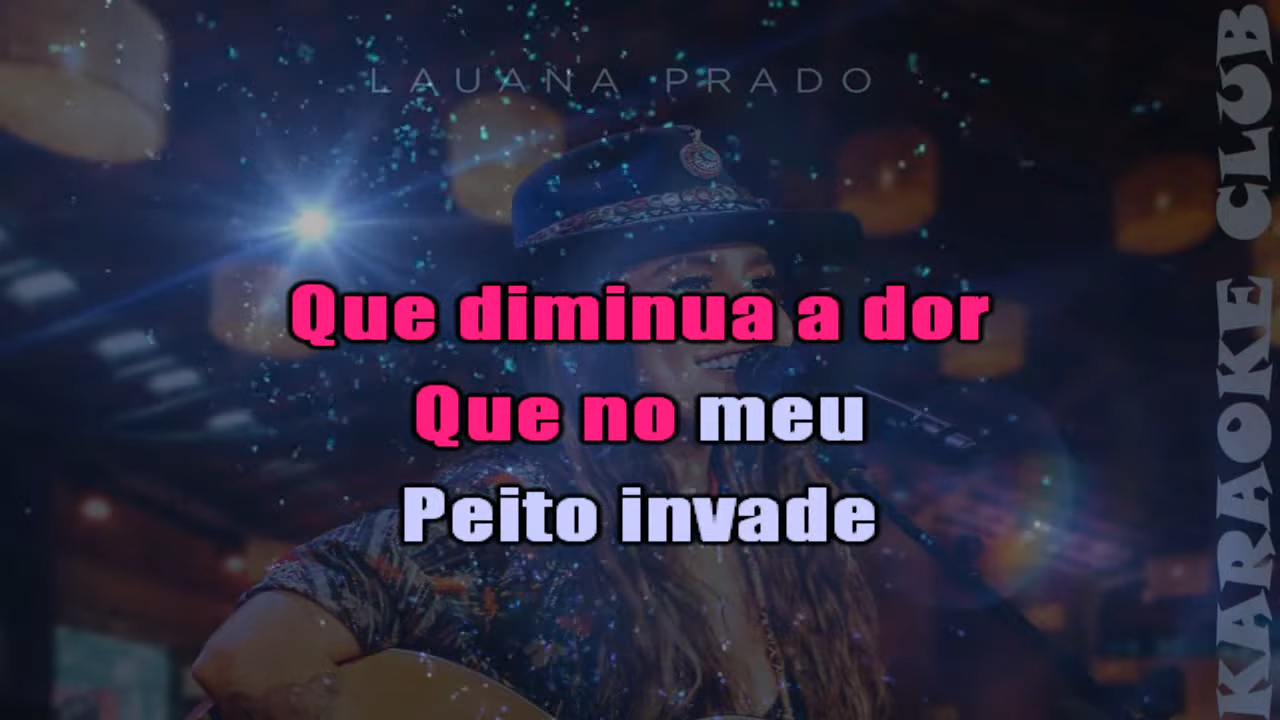 LAUANA PRADO
Que diminua a dor
Que no meu
Peito invade
KARAOKE CLUB